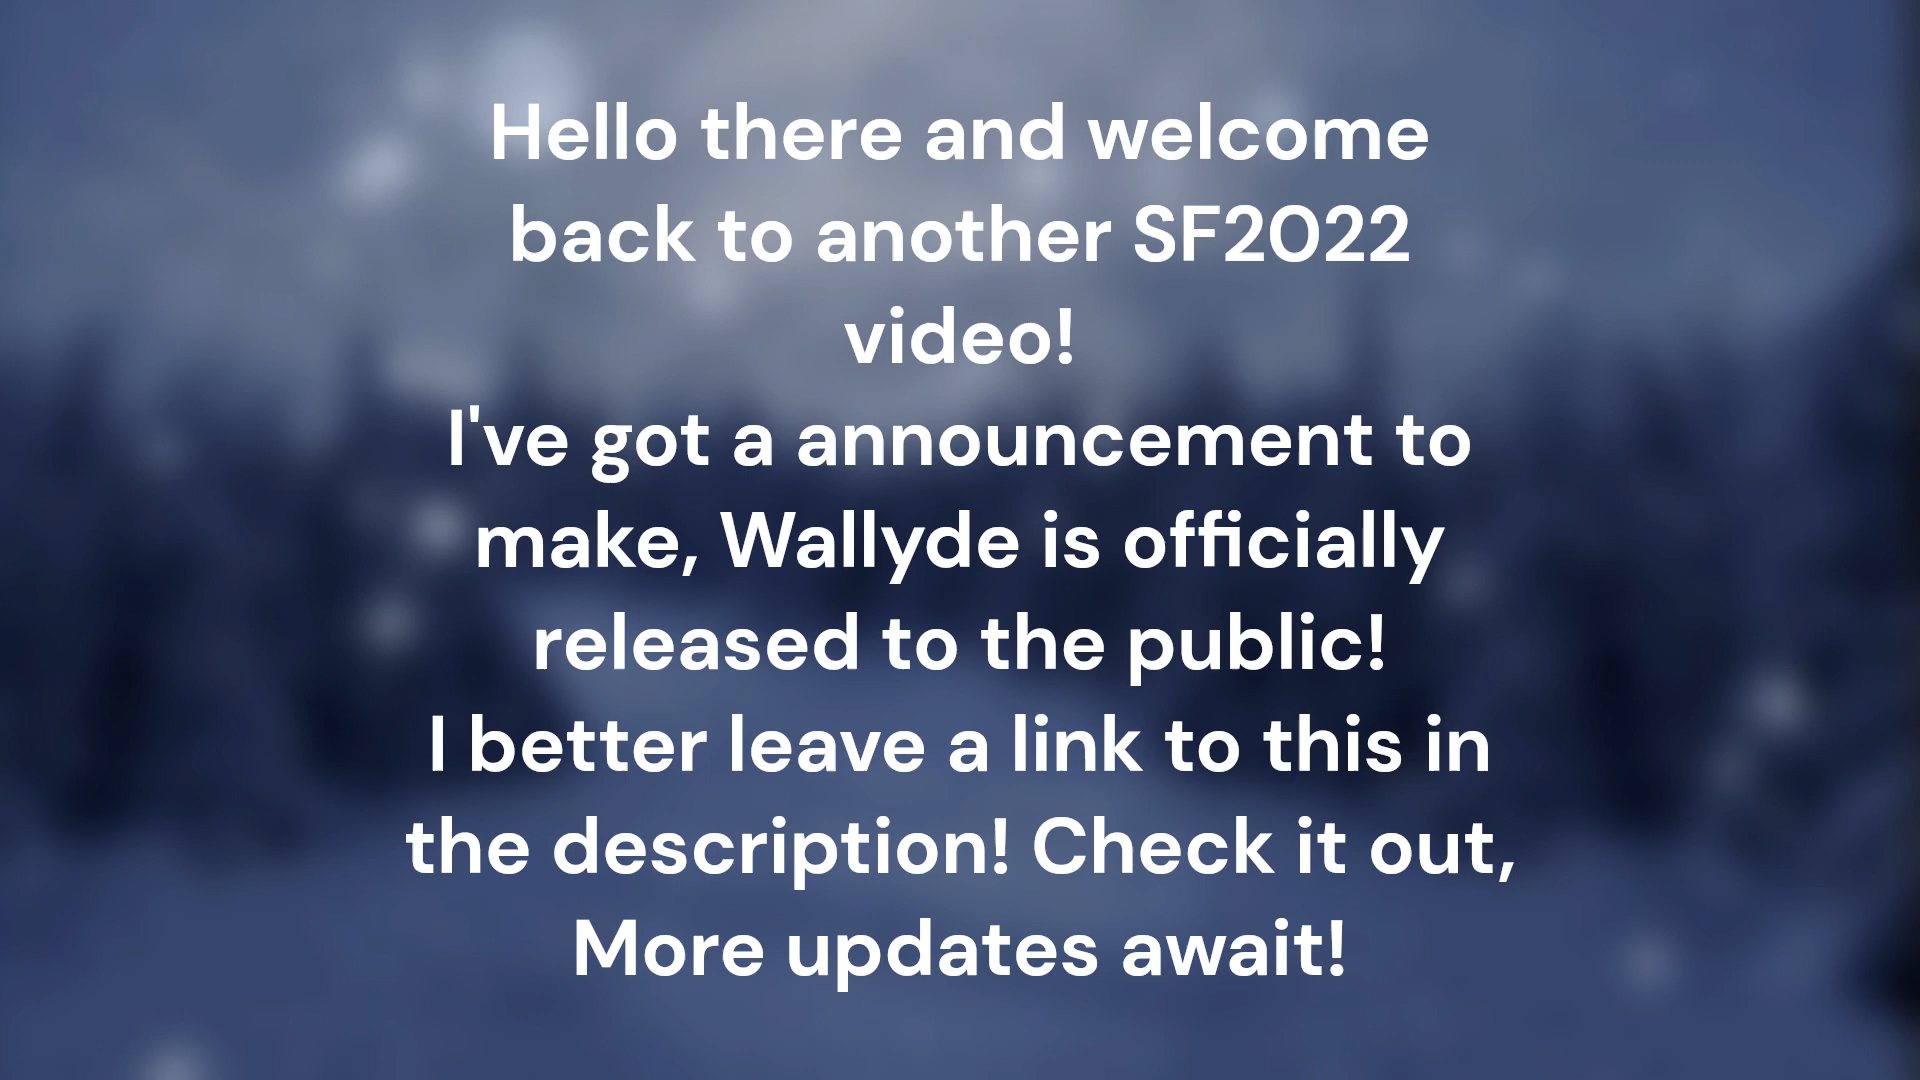 Hello there and welcome
back to another SF2022
video!
I've got a announcement to
make, Wallyde is officially
released to the public!
I better leave a link to this in
the description! Check it out,
More updates await!